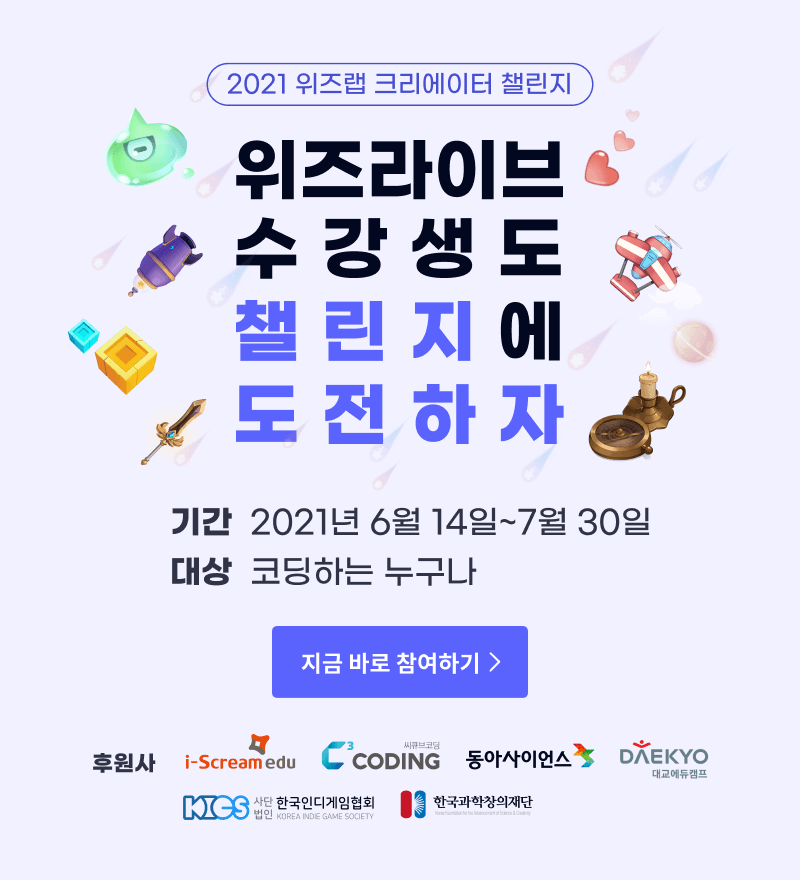 2021 위즈랩 크리에이터 챌린지
위즈라이브
수강생도
챌린지에
도전하자
기간 2021년 6월 14일~7월 30일
대상 코딩하는 누구나
지금 바로 참여하기 >
후원사 i-Scream edu C3 씨큐브코딩 CODING 동아사이언스 DAEKYO 대교에듀캠프
KIGS 사단법인 한국인디게임협회 KOREA INDIE GAME SOCIETY 한국과학창의재단